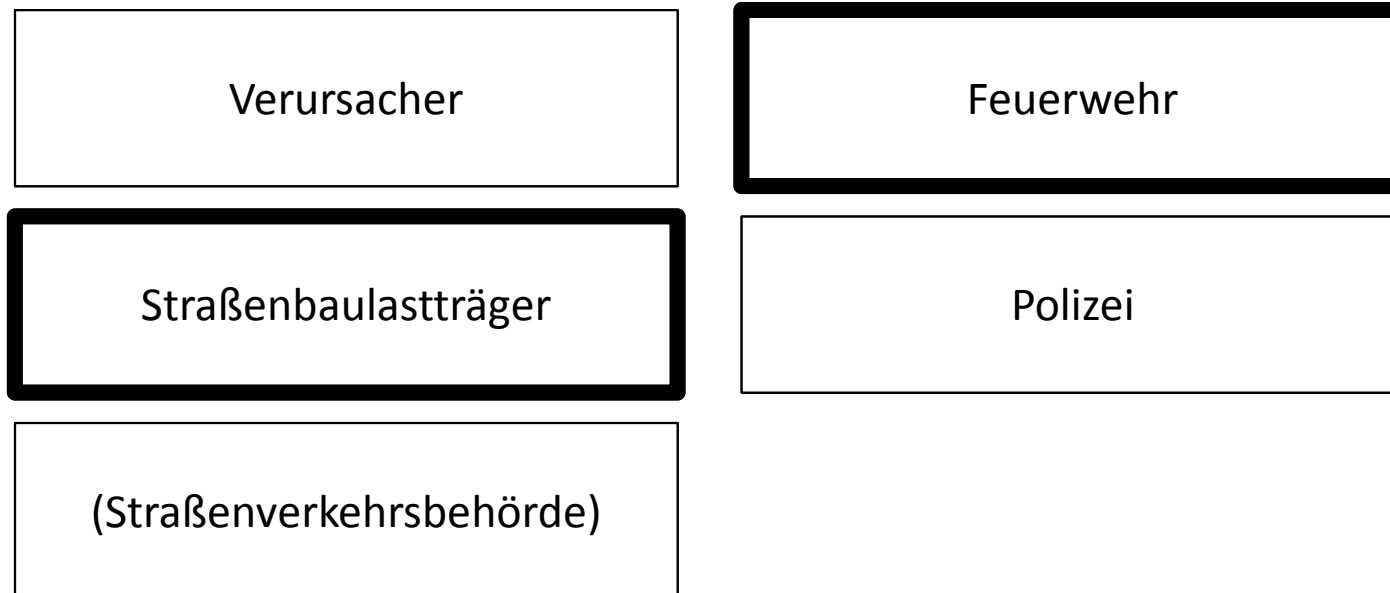 Verursacher
Feuerwehr
Straßenbaulastträger
Polizei
(Straßenverkehrsbehörde)